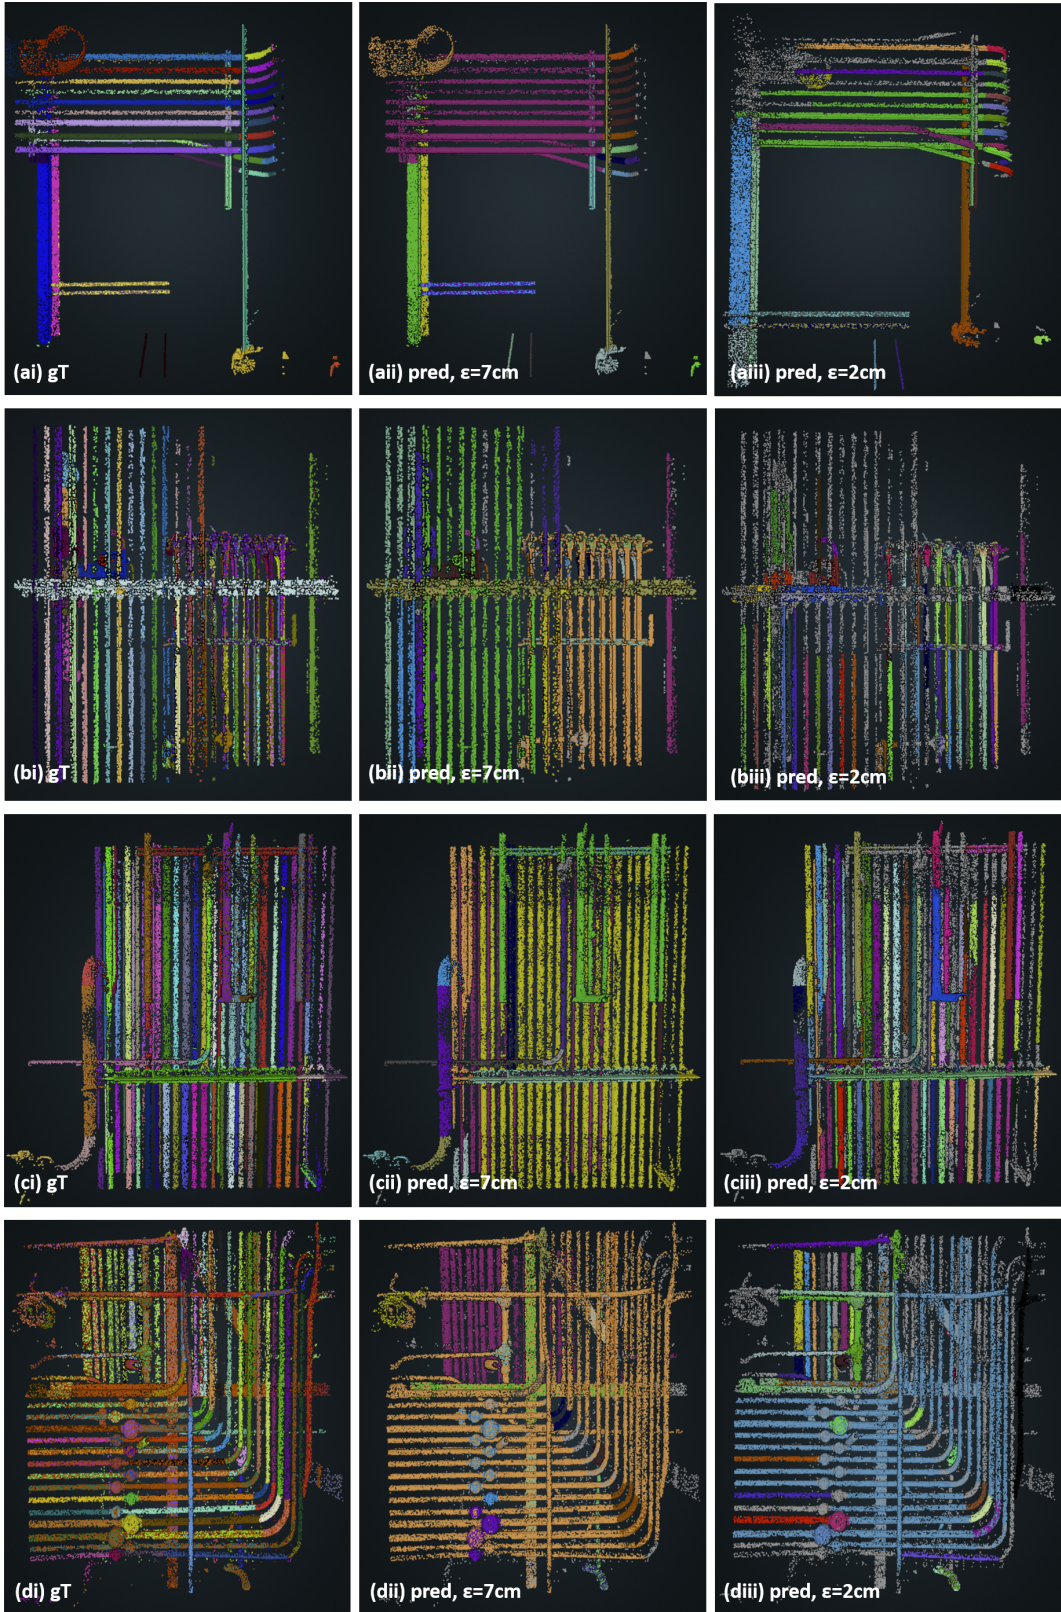 (ai) gT
(aii) pred, ε=7cm
(aiii) pred, ε=2cm
(bi) gT
(bii) pred, ε=7cm
(biii) pred, ε=2cm
(ci) gT
(cii) pred, ε=7cm
(ciii) pred, ε=2cm
(di) gT
(dii) pred, ε=7cm
(diii) pred, ε=2cm